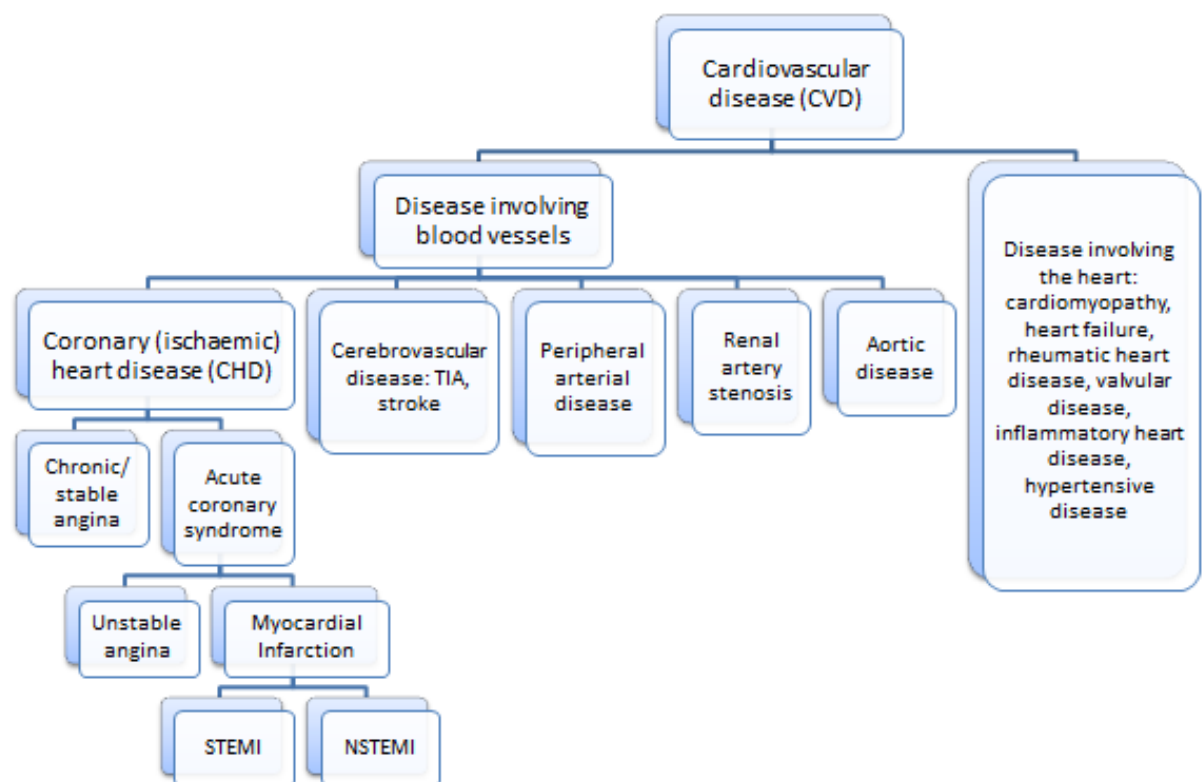 Cardiovascular
disease (CVD)
Disease involving
blood vessels
Disease involving
the heart:
cardiomyopathy,
heart failure,
rheumatic heart
disease, valvular
disease,
inflammatory heart
disease,
hypertensive
disease
Coronary (ischaemic)
heart disease (CHD)
Cerebrovascular
disease: TIA,
stroke
Peripheral
arterial
disease
Renal
artery
stenosis
Aortic
disease
Chronic/
stable
angina
Acute
coronary
syndrome
Unstable
angina
Myocardial
Infarction
STEMI
NSTEMI